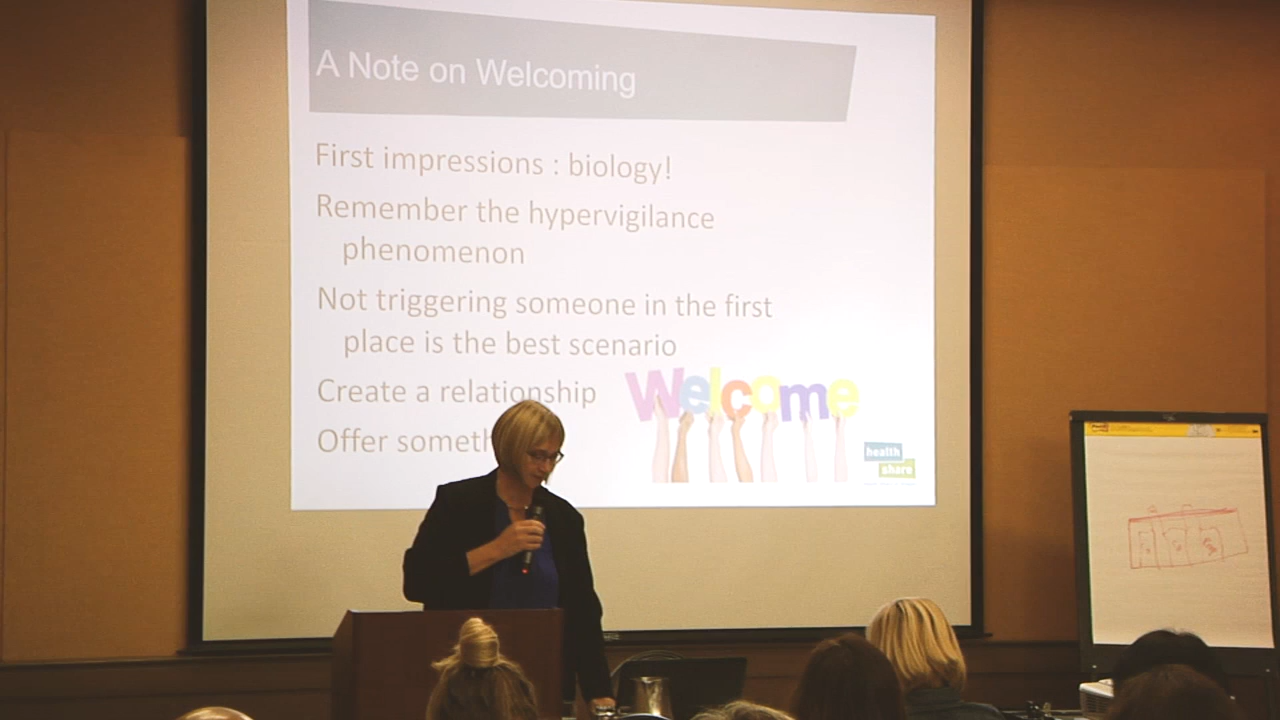 A Note on Welcoming
First impressions : biology!
Remember the hypervigilance
phenomenon
Not triggering someone in the first
place is the best scenario
Create a relationship
Offer
Welcome
health
share